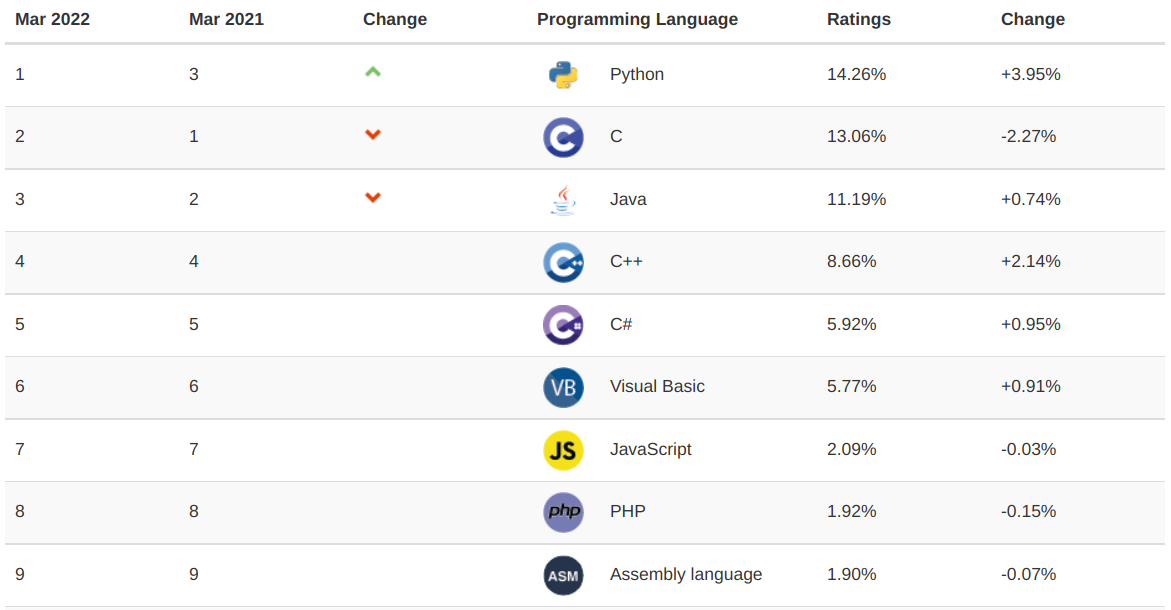 Mar 2022 Mar 2021 Change Programming Language Ratings Change
1 3 Python 14.26% +3.95%
2 1 C 13.06% -2.27%
3 2 Java 11.19% +0.74%
4 4 C++ 8.66% +2.14%
5 5 C# 5.92% +0.95%
6 6 VB Visual Basic 5.77% +0.91%
7 7 JS JavaScript 2.09% -0.03%
8 8 php PHP 1.92% -0.15%
9 9 ASM Assembly language 1.90% -0.07%